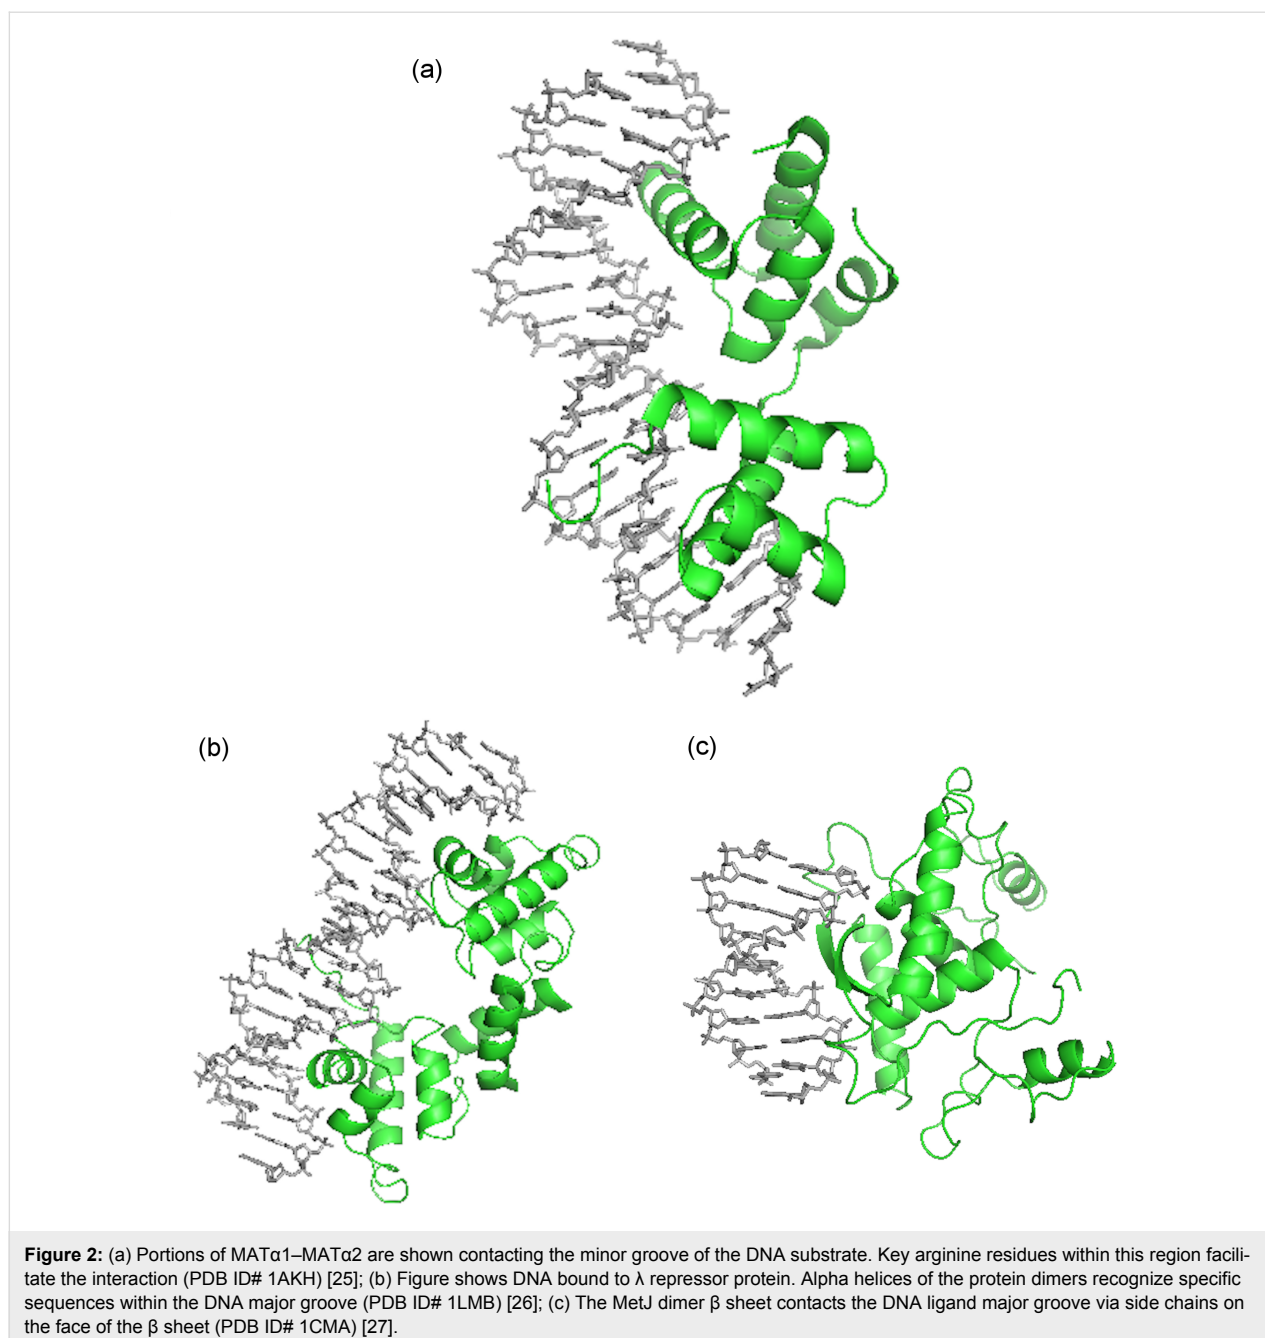 (a)
(b)
(c)
Figure 2: (a) Portions of MATα1–MATα2 are shown contacting the minor groove of the DNA substrate. Key arginine residues within this region facili-
tate the interaction (PDB ID# 1AKH) [25]; (b) Figure shows DNA bound to λ repressor protein. Alpha helices of the protein dimers recognize specific
sequences within the DNA major groove (PDB ID# 1LMB) [26]; (c) The MetJ dimer β sheet contacts the DNA ligand major groove via side chains on
the face of the β sheet (PDB ID# 1CMA) [27].